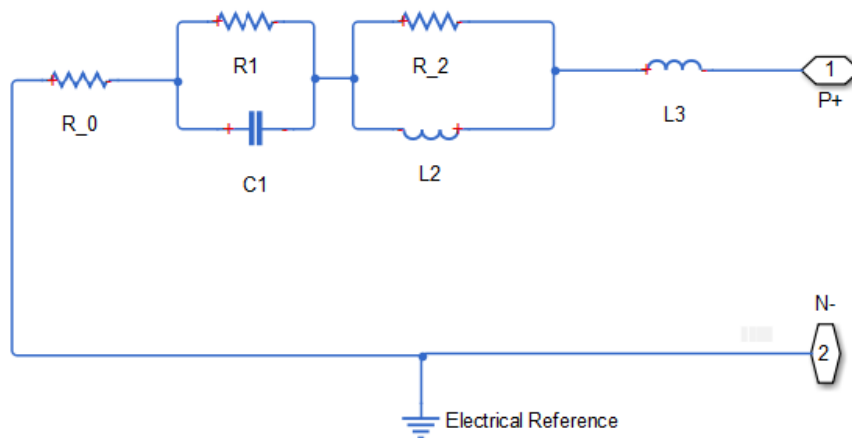 R1
R_2
R_0
C1
L2
L3
1
P+
N-
2
Electrical Reference